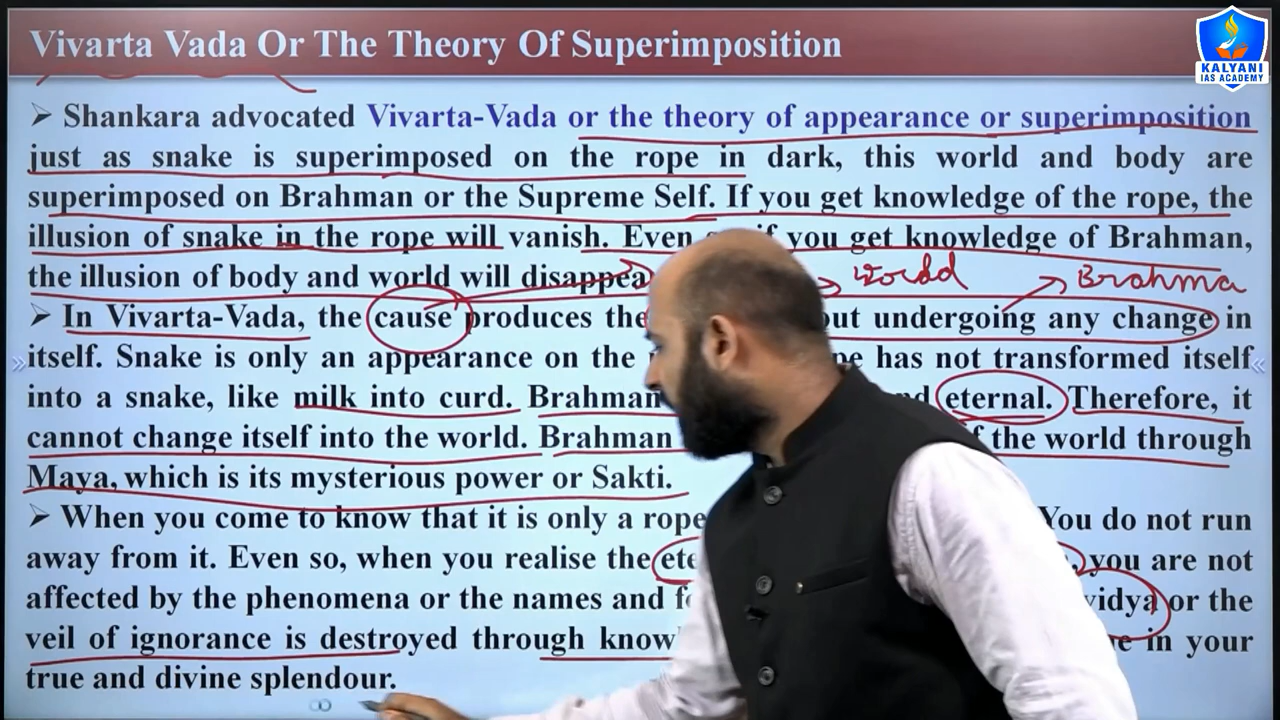 Vivarta Vada Or The Theory Of Superimposition
KALYANI
IAS ACADEMY
➢ Shankara advocated Vivarta-Vada or the theory of appearance or superimposition
just as snake is superimposed on the rope in dark, this world and body are
superimposed on Brahman or the Supreme Self. If you get knowledge of the rope, the
illusion of snake in the rope will vanish. Even if you get knowledge of Brahman,
the illusion of body and world will
World
Brahma
➢ In Vivarta-Vada, the cause produces the undergoing any change in
itself. Snake is only an appearance on the has not transformed itself
into a snake, like milk into curd. Brahman eternal. Therefore, it
cannot change itself into the world. Brahman the world through
Maya, which is its mysterious power or Sakti.
➢ When you come to know that it is only a rope You do not run
away from it. Even so, when you realise the you are not
affected by the phenomena or the names and or the
veil of ignorance is destroyed through in your
true and divine splendour.